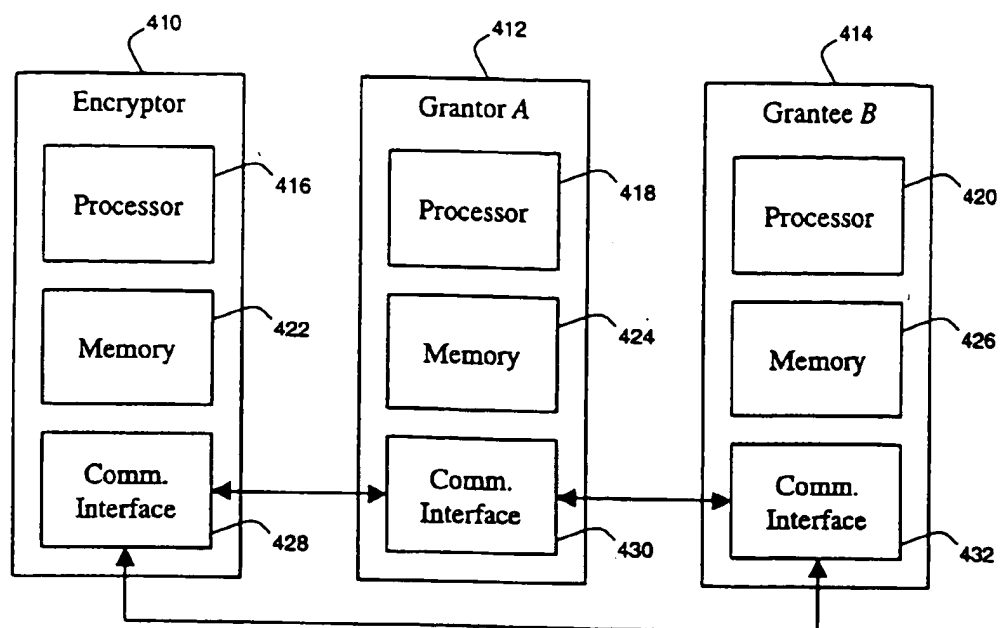 410
412
414
Encryptor
Grantor A
Grantee B
Processor
416
Processor
418
Processor
420
Memory
422
Memory
424
Memory
426
Comm.
Interface
428
Comm.
Interface
430
Comm.
Interface
432